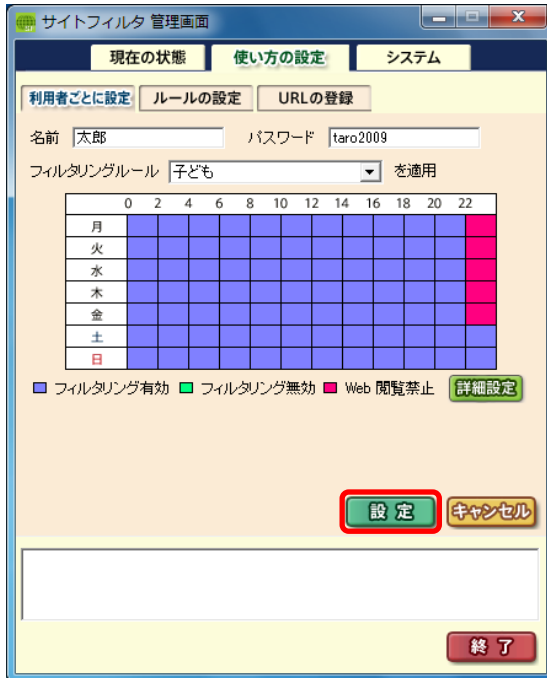 サイトフィルタ 管理画面
現在の状態 使い方の設定 システム
利用者ごとに設定 ルールの設定 URLの登録
名前 太郎 パスワード taro2009
フィルタリングルール 子ども を適用
0 2 4 6 8 10 12 14 16 18 20 22
月
火
水
木
金
土
日
フィルタリング有効 フィルタリング無効 Web 閲覧禁止 詳細設定
設定 キャンセル
終了